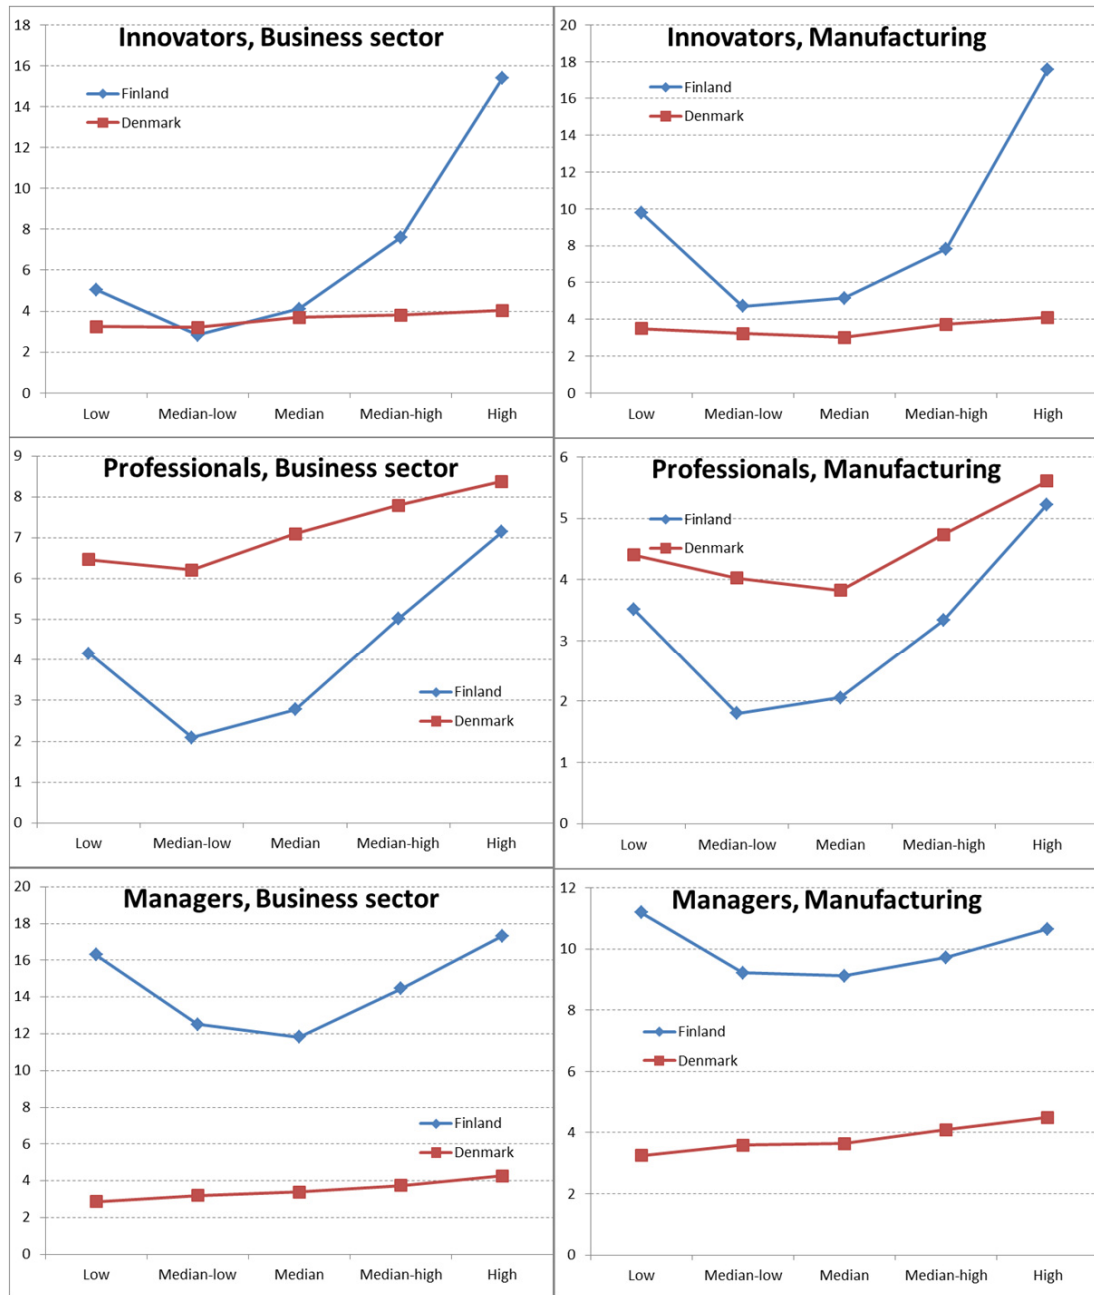 Innovators, Business sector
18
16
14
12
10
8
6
4
2
0
Finland
Denmark
Low Median-low Median Median-high High
Innovators, Manufacturing
20
18
16
14
12
10
8
6
4
2
0
Finland
Denmark
Low Median-low Median Median-high High
Professionals, Business sector
9
8
7
6
5
4
3
2
1
0
Finland
Denmark
Low Median-low Median Median-high High
Professionals, Manufacturing
6
5
4
3
2
1
0
Finland
Denmark
Low Median-low Median Median-high High
Managers, Business sector
20
18
16
14
12
10
8
6
4
2
0
Finland
Denmark
Low Median-low Median Median-high High
Managers, Manufacturing
12
10
8
6
4
2
0
Finland
Denmark
Low Median-low Median Median-high High